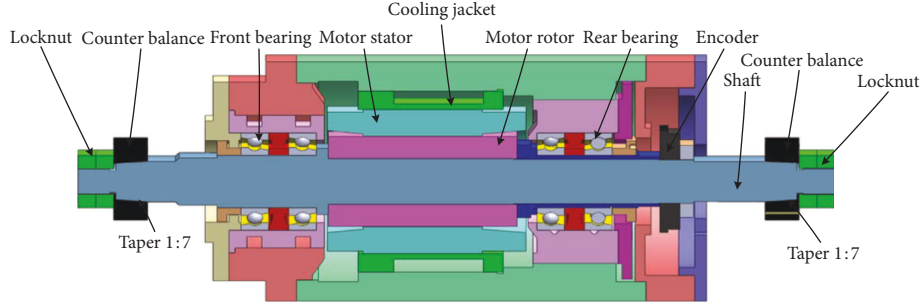 Cooling jacket
Locknut
Counter balance
Front bearing
Motor stator
Motor rotor
Rear bearing
Encoder
Counter balance
Shaft
Locknut
Taper 1:7
Taper 1:7